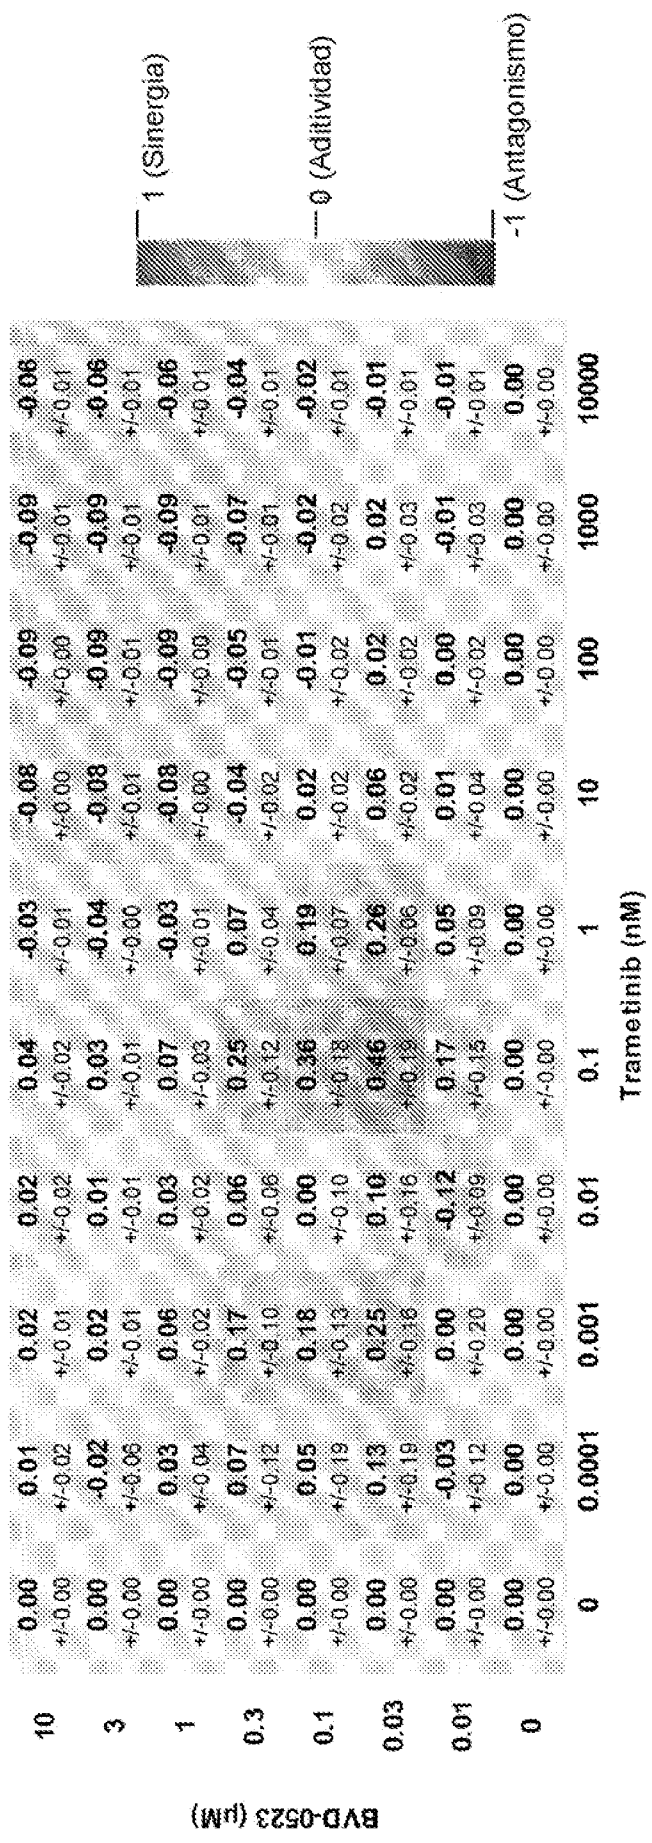 BVD-0523 (µM)
10 0.00 0.01 0.02 0.02 0.04 -0.03 -0.08 -0.09 -0.09 -0.08
+/-0.00 +/-0.02 +/-0.01 +/-0.02 +/-0.02 +/-0.01 +/-0.00 +/-0.00 +/-0.01 +/-0.01
3 0.00 -0.02 0.02 0.01 0.03 -0.04 -0.08 -0.09 -0.09 -0.06
+/-0.00 +/-0.06 +/-0.01 +/-0.01 +/-0.01 +/-0.00 +/-0.01 +/-0.01 +/-0.01 +/-0.01
1 0.00 0.03 0.06 0.03 0.07 -0.03 -0.08 -0.09 -0.09 -0.06
+/-0.00 +/-0.04 +/-0.02 +/-0.02 +/-0.03 +/-0.01 +/-0.00 +/-0.00 +/-0.01 +/-0.01
0.3 0.00 0.07 0.17 0.06 0.25 0.07 -0.04 -0.05 -0.07 -0.04
+/-0.00 +/-0.12 +/-0.10 +/-0.06 +/-0.12 +/-0.04 +/-0.02 +/-0.01 +/-0.01 +/-0.01
0.1 0.00 0.05 0.18 0.00 0.36 0.19 0.02 -0.01 -0.02 -0.02
+/-0.00 +/-0.19 +/-0.13 +/-0.10 +/-0.18 +/-0.07 +/-0.02 +/-0.02 +/-0.02 +/-0.01
0.03 0.00 0.13 0.25 0.10 0.46 0.26 0.06 0.02 0.02 -0.01
+/-0.00 +/-0.19 +/-0.16 +/-0.16 +/-0.19 +/-0.06 +/-0.02 +/-0.02 +/-0.03 +/-0.01
0.01 0.00 -0.03 0.00 -0.12 0.17 0.05 0.01 0.00 -0.01 -0.01
+/-0.00 +/-0.12 +/-0.20 +/-0.09 +/-0.15 +/-0.09 +/-0.04 +/-0.02 +/-0.03 +/-0.01
0 0.00 0.00 0.00 0.00 0.00 0.00 0.00 0.00 0.00 0.00
+/-0.00 +/-0.00 +/-0.00 +/-0.00 +/-0.00 +/-0.00 +/-0.00 +/-0.00 +/-0.00 +/-0.00
0 0.0001 0.001 0.01 0.1 1 10 100 1000 10000
Trametinib (nM)
1 (Sinergia)
0 (Aditividad)
-1 (Antagonismo)